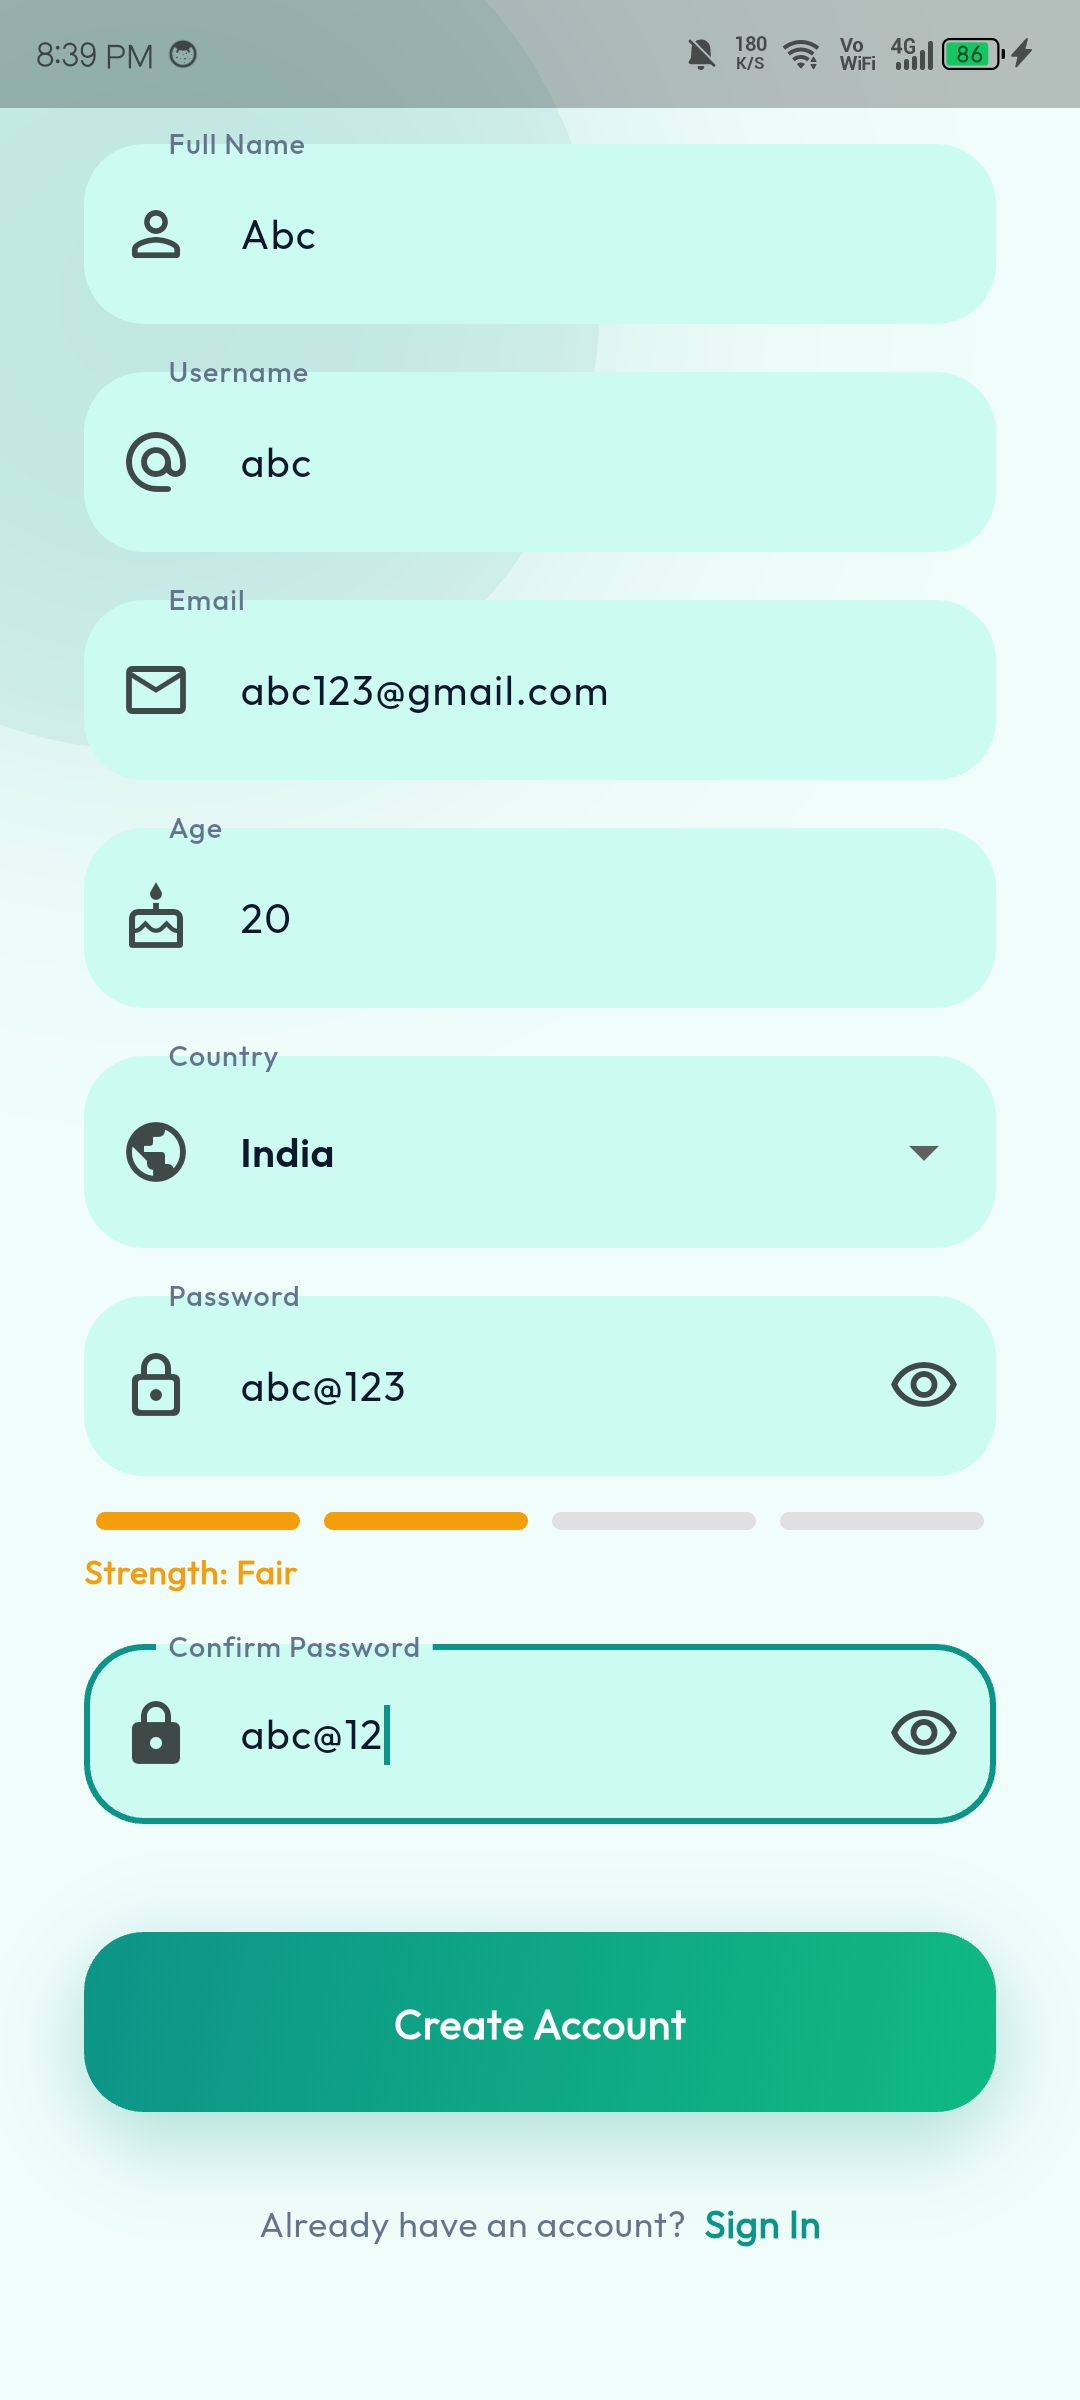 8:39 PM 180 K/S Vo WiFi 4G 86
Full Name
Abc
Username
abc
Email
abc123@gmail.com
Age
20
Country
India
Password
abc@123
Strength: Fair
Confirm Password
abc@12
Create Account
Already have an account? Sign In